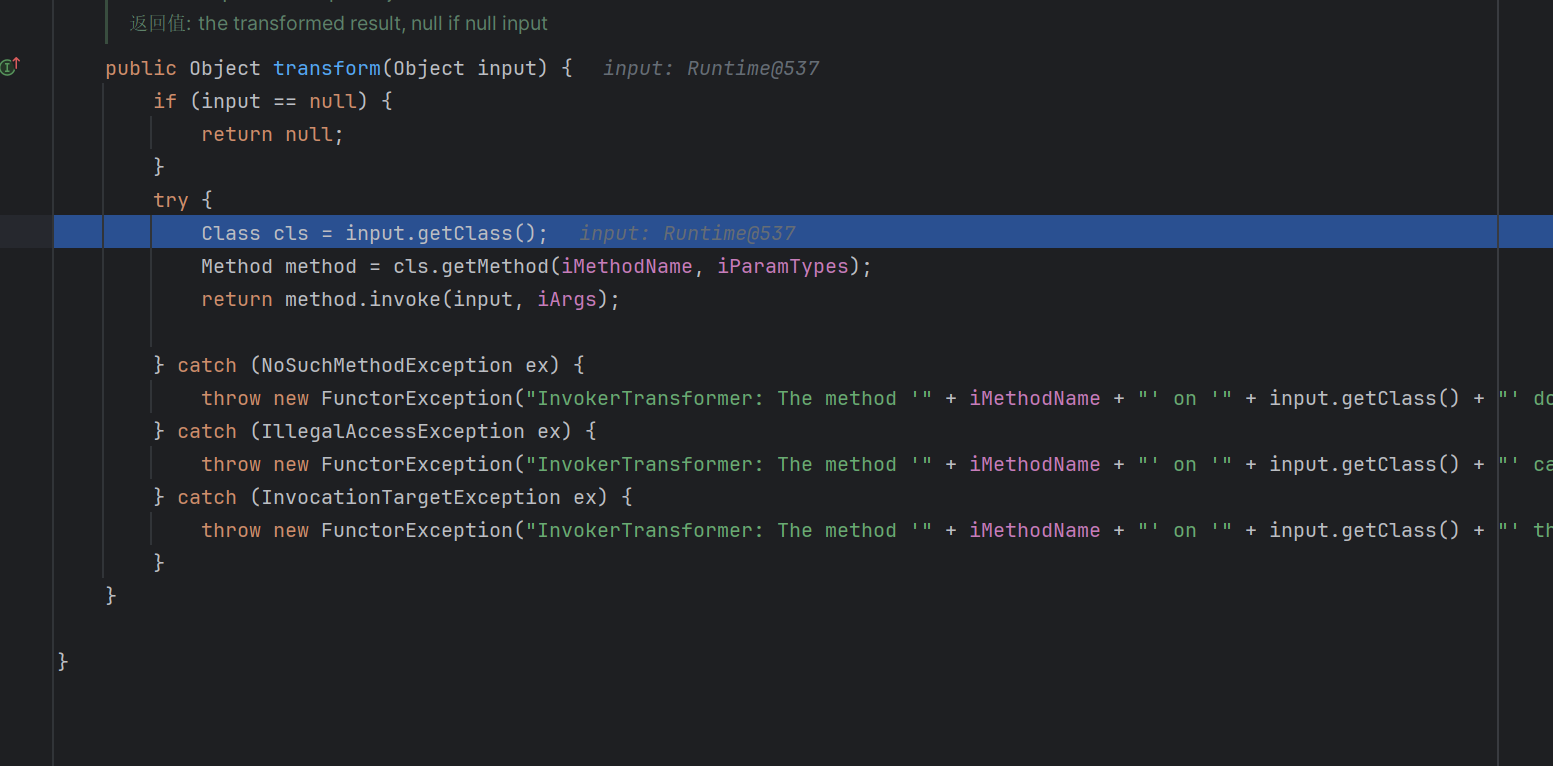 返回值: the transformed result, null if null input
public Object transform(Object input) {   input: Runtime@537
    if (input == null) {
        return null;
    }
    try {
        Class cls = input.getClass();   input: Runtime@537
        Method method = cls.getMethod(iMethodName, iParamTypes);
        return method.invoke(input, iArgs);
    } catch (NoSuchMethodException ex) {
        throw new FunctorException("InvokerTransformer: The method '" + iMethodName + "' on '" + input.getClass() + "' do
    } catch (IllegalAccessException ex) {
        throw new FunctorException("InvokerTransformer: The method '" + iMethodName + "' on '" + input.getClass() + "' ca
    } catch (InvocationTargetException ex) {
        throw new FunctorException("InvokerTransformer: The method '" + iMethodName + "' on '" + input.getClass() + "' th
    }
}
}